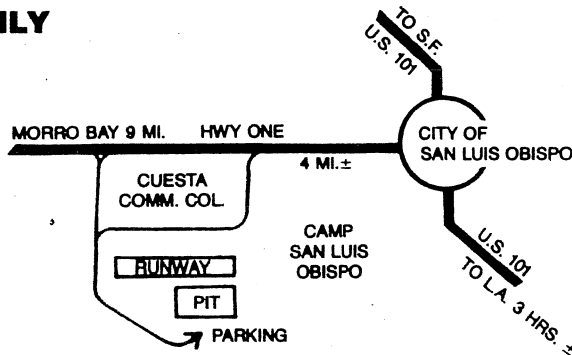 ILY
TO S.F.
U.S. 101
MORRO BAY 9 MI.
HWY ONE
4 MI.±
CITY OF
SAN LUIS OBISPO
CUESTA
COMM. COL.
CAMP
SAN LUIS
OBISPO
RUNWAY
PIT
PARKING
U.S. 101
TO L.A. 3 HRS. ±